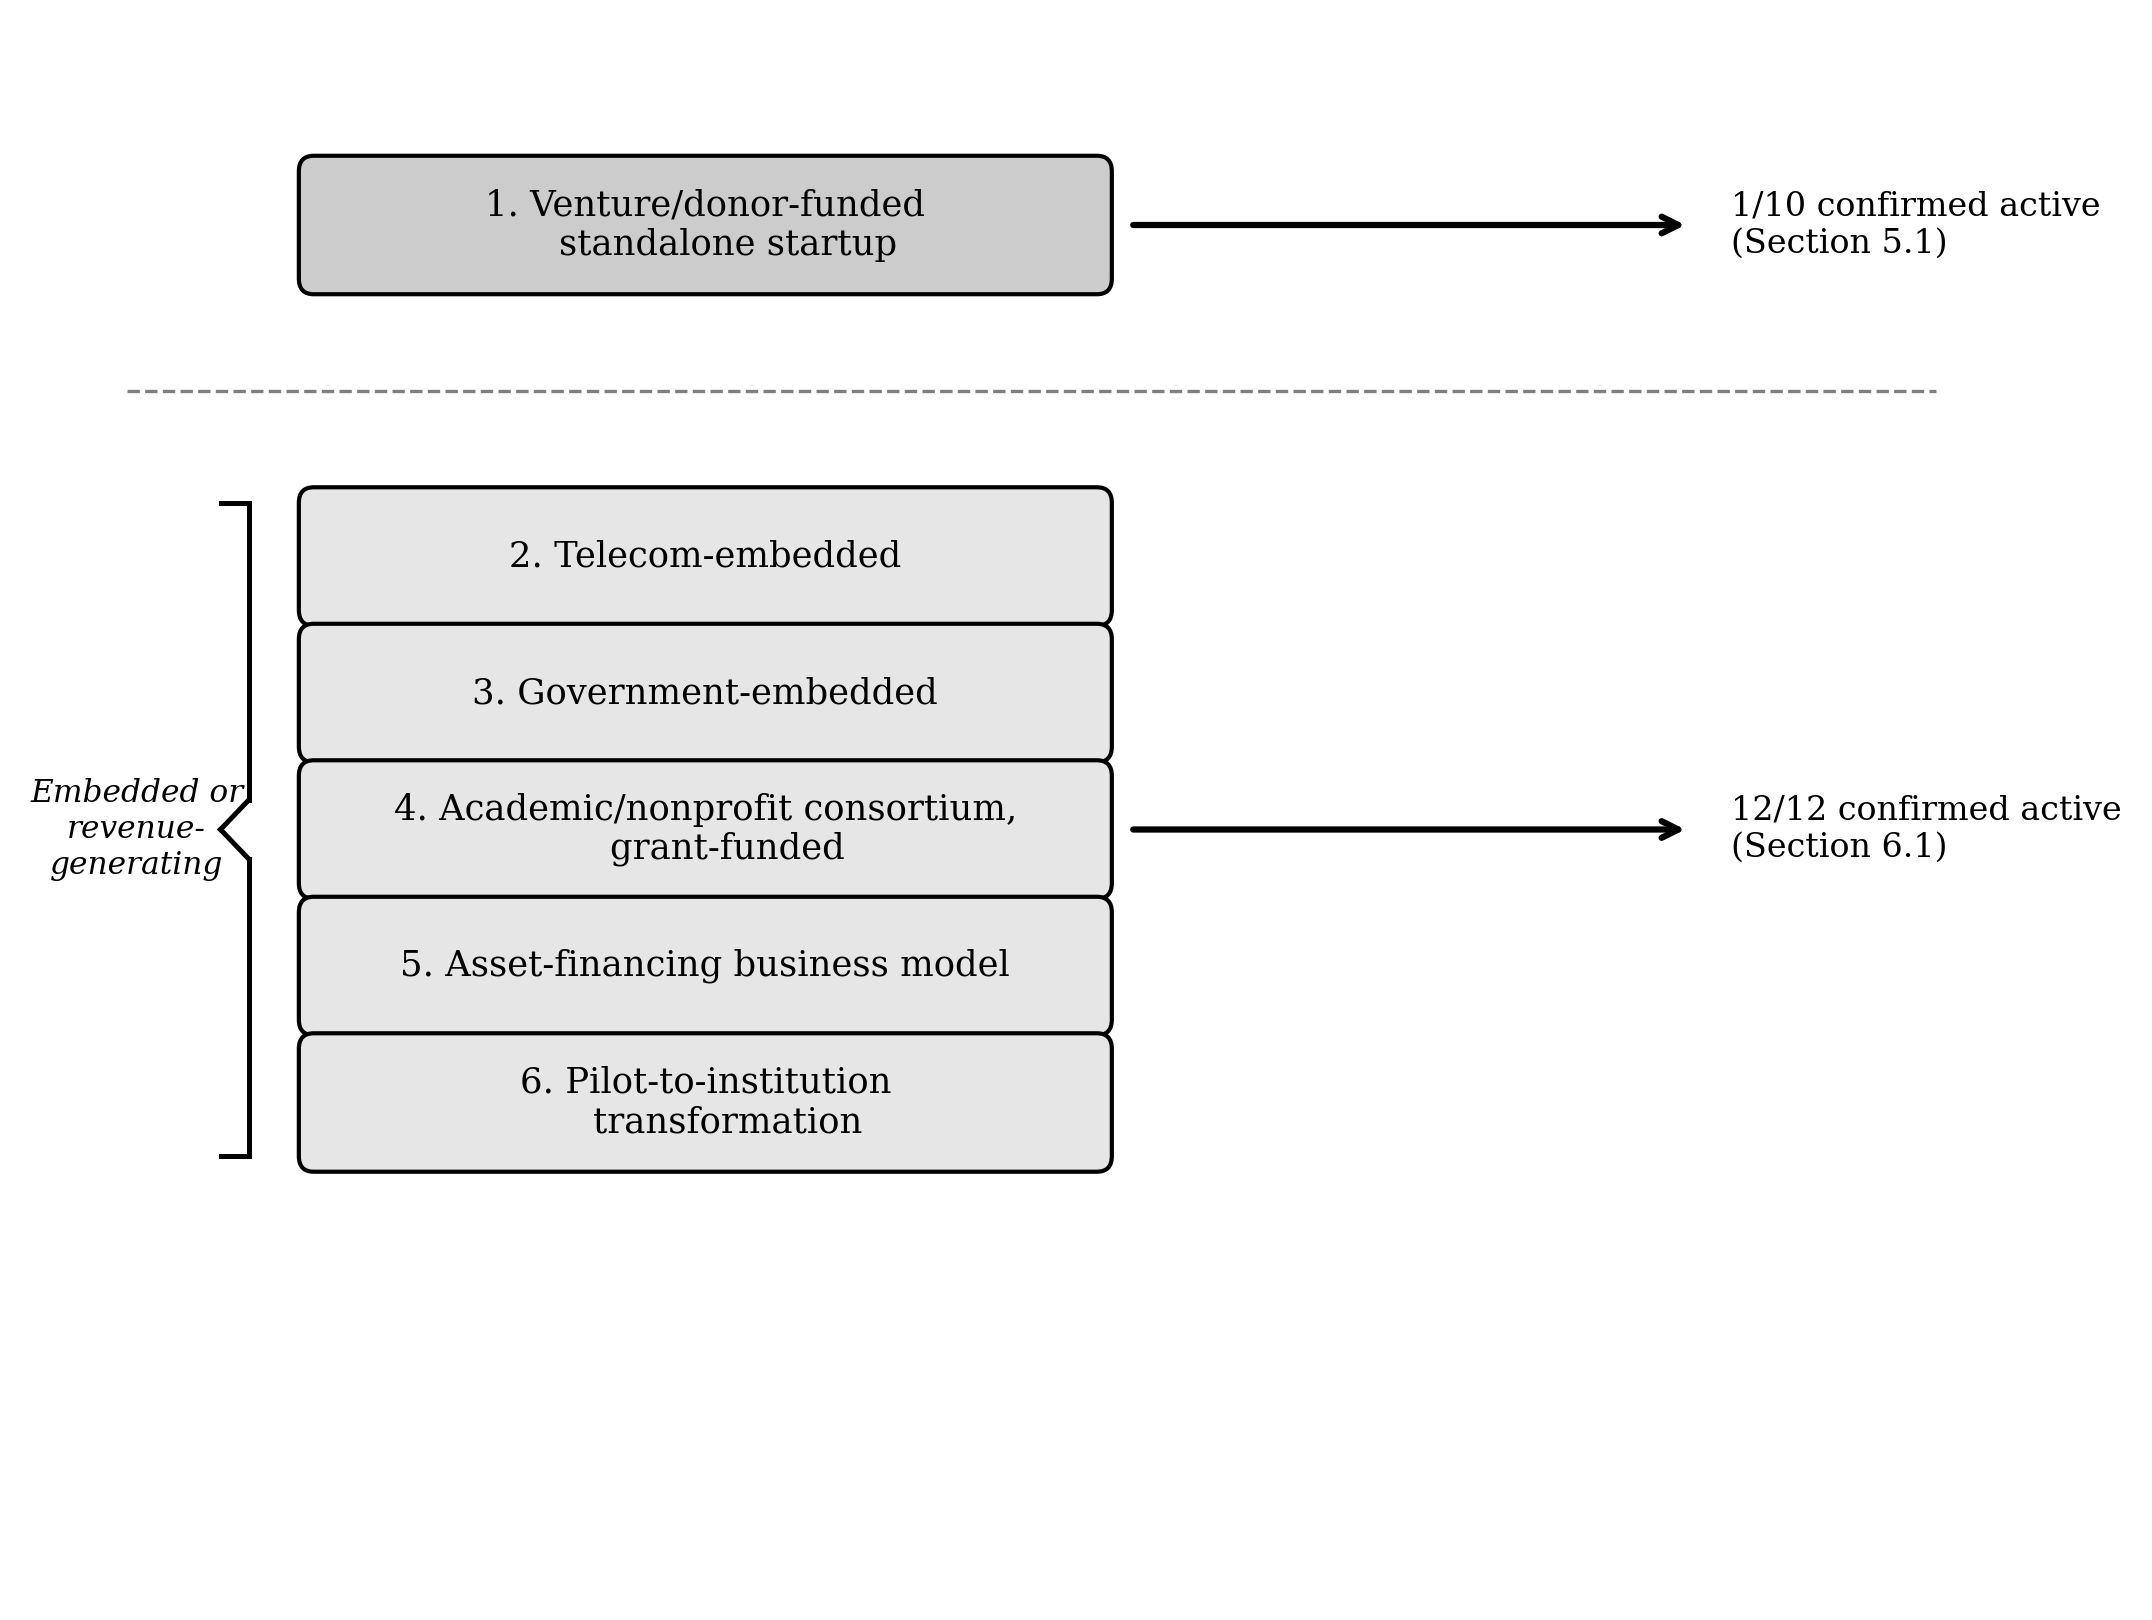 1. Venture/donor-funded
standalone startup
1/10 confirmed active
(Section 5.1)
2. Telecom-embedded
3. Government-embedded
Embedded or
revenue-
generating
4. Academic/nonprofit consortium,
grant-funded
12/12 confirmed active
(Section 6.1)
5. Asset-financing business model
6. Pilot-to-institution
transformation